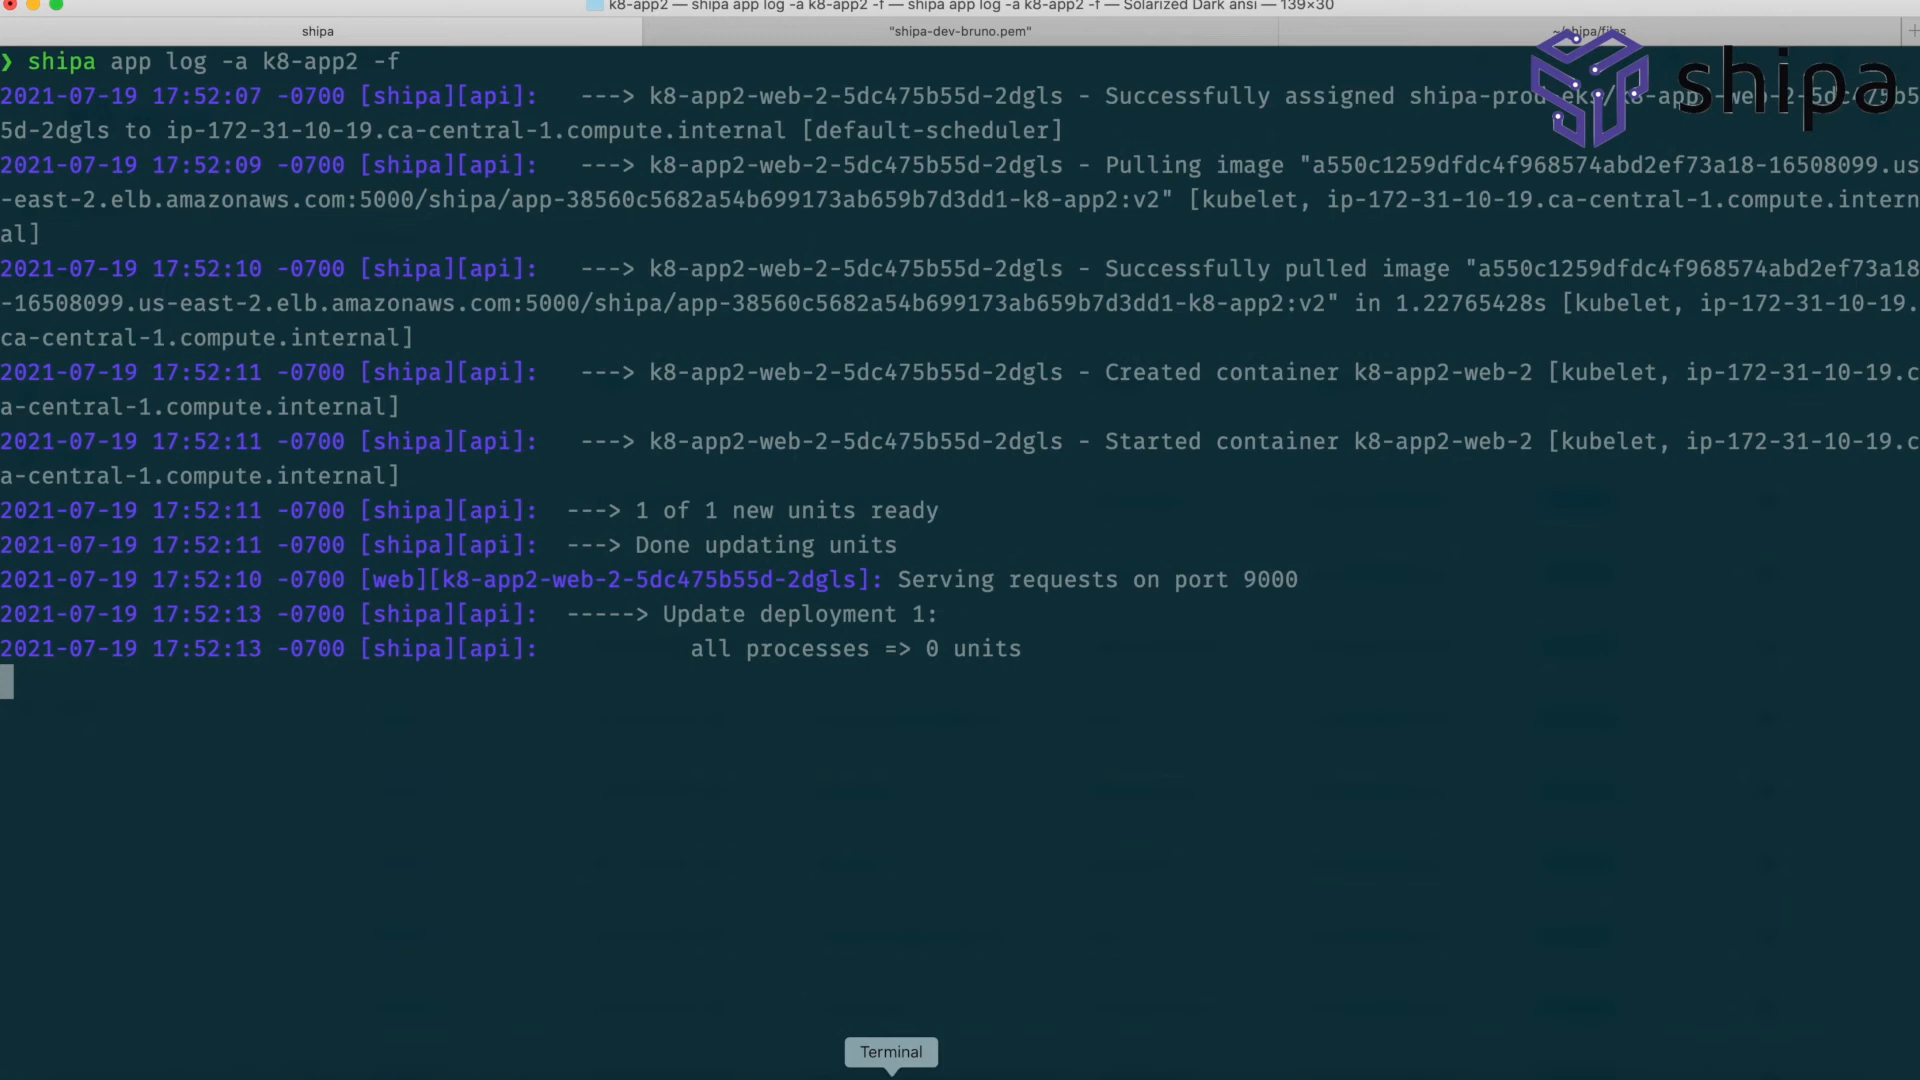 k8-app2 — shipa app log -a k8-app2 -f — shipa app log -a k8-app2 -f — Solarized Dark ansi — 139×30
shipa
"shipa-dev-bruno.pem"
~/shipa/files
shipa
❯ shipa app log -a k8-app2 -f
2021-07-19 17:52:07 -0700 [shipa][api]:   ---> k8-app2-web-2-5dc475b55d-2dgls - Successfully assigned shipa-prod-eks/k8-app2-web-2-5dc475b5
5d-2dgls to ip-172-31-10-19.ca-central-1.compute.internal [default-scheduler]
2021-07-19 17:52:09 -0700 [shipa][api]:   ---> k8-app2-web-2-5dc475b55d-2dgls - Pulling image "a550c1259dfdc4f968574abd2ef73a18-16508099.us
-east-2.elb.amazonaws.com:5000/shipa/app-38560c5682a54b699173ab659b7d3dd1-k8-app2:v2" [kubelet, ip-172-31-10-19.ca-central-1.compute.intern
al]
2021-07-19 17:52:10 -0700 [shipa][api]:   ---> k8-app2-web-2-5dc475b55d-2dgls - Successfully pulled image "a550c1259dfdc4f968574abd2ef73a18
-16508099.us-east-2.elb.amazonaws.com:5000/shipa/app-38560c5682a54b699173ab659b7d3dd1-k8-app2:v2" in 1.22765428s [kubelet, ip-172-31-10-19.
ca-central-1.compute.internal]
2021-07-19 17:52:11 -0700 [shipa][api]:   ---> k8-app2-web-2-5dc475b55d-2dgls - Created container k8-app2-web-2 [kubelet, ip-172-31-10-19.c
a-central-1.compute.internal]
2021-07-19 17:52:11 -0700 [shipa][api]:   ---> k8-app2-web-2-5dc475b55d-2dgls - Started container k8-app2-web-2 [kubelet, ip-172-31-10-19.c
a-central-1.compute.internal]
2021-07-19 17:52:11 -0700 [shipa][api]:  ---> 1 of 1 new units ready
2021-07-19 17:52:11 -0700 [shipa][api]:  ---> Done updating units
2021-07-19 17:52:10 -0700 [web][k8-app2-web-2-5dc475b55d-2dgls]: Serving requests on port 9000
2021-07-19 17:52:13 -0700 [shipa][api]:  -----> Update deployment 1:
2021-07-19 17:52:13 -0700 [shipa][api]:           all processes => 0 units
Terminal